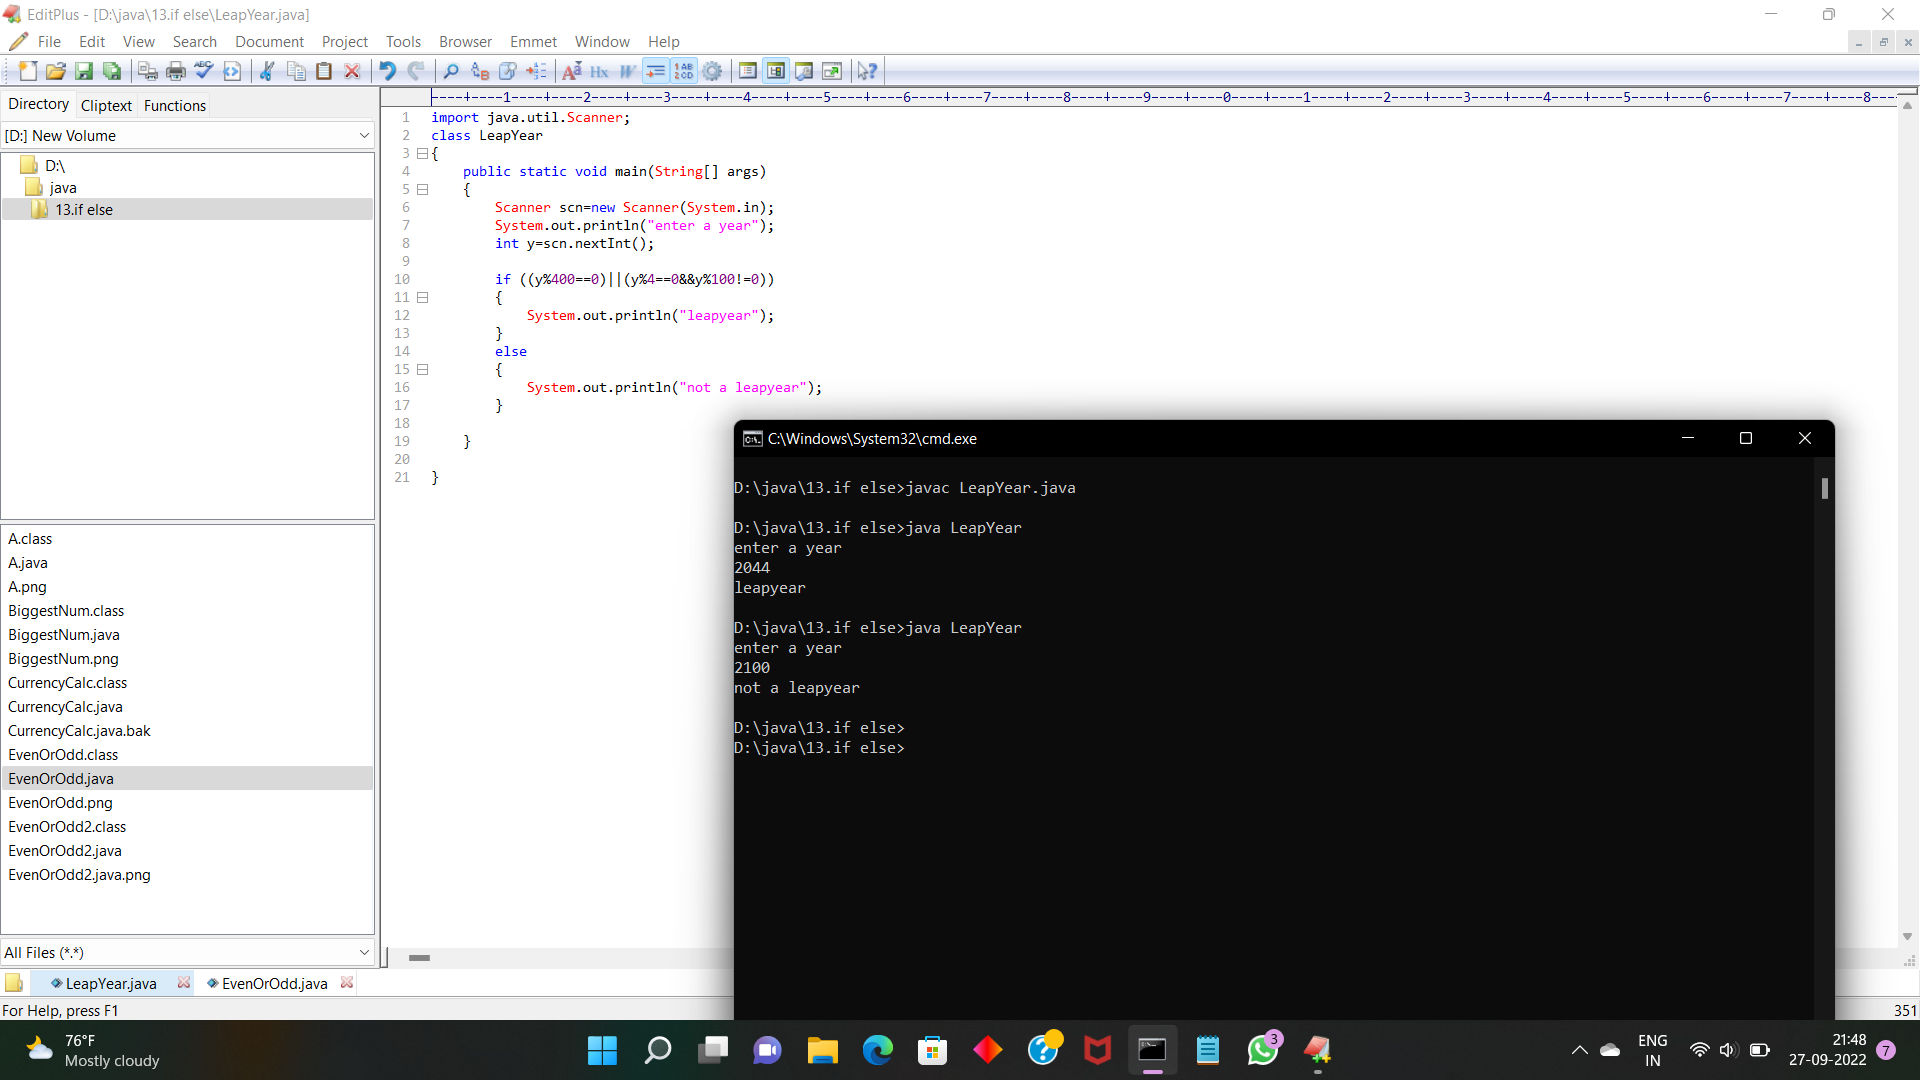 EditPlus - [D:\java\13.if else\LeapYear.java]
File Edit View Search Document Project Tools Browser Emmet Window Help
Directory Cliptext Functions
[D:] New Volume
D:\
java
13.if else
A.class
A.java
A.png
BiggestNum.class
BiggestNum.java
BiggestNum.png
CurrencyCalc.class
CurrencyCalc.java
CurrencyCalc.java.bak
EvenOrOdd.class
EvenOrOdd.java
EvenOrOdd.png
EvenOrOdd2.class
EvenOrOdd2.java
EvenOrOdd2.java.png
All Files (*.*)
----+----1----+----2----+----3----+----4----+----5----+----6----+----7----+----8----+----9----+----0----+----1----+----2----+----3----+----4----+----5----+----6----+----7----+----8---
1 import java.util.Scanner;
2 class LeapYear
3 {
4 public static void main(String[] args)
5 {
6 Scanner scn=new Scanner(System.in);
7 System.out.println("enter a year");
8 int y=scn.nextInt();
9
10 if ((y%400==0)||(y%4==0&&y%100!=0))
11 {
12 System.out.println("leapyear");
13 }
14 else
15 {
16 System.out.println("not a leapyear");
17 }
18
19 }
20
21 }
C:\Windows\System32\cmd.exe
D:\java\13.if else>javac LeapYear.java
D:\java\13.if else>java LeapYear
enter a year
2044
leapyear
D:\java\13.if else>java LeapYear
enter a year
2100
not a leapyear
D:\java\13.if else>
D:\java\13.if else>
LeapYear.java EvenOrOdd.java
For Help, press F1
351
76°F
Mostly cloudy
3
ENG
IN
21:48
27-09-2022
7